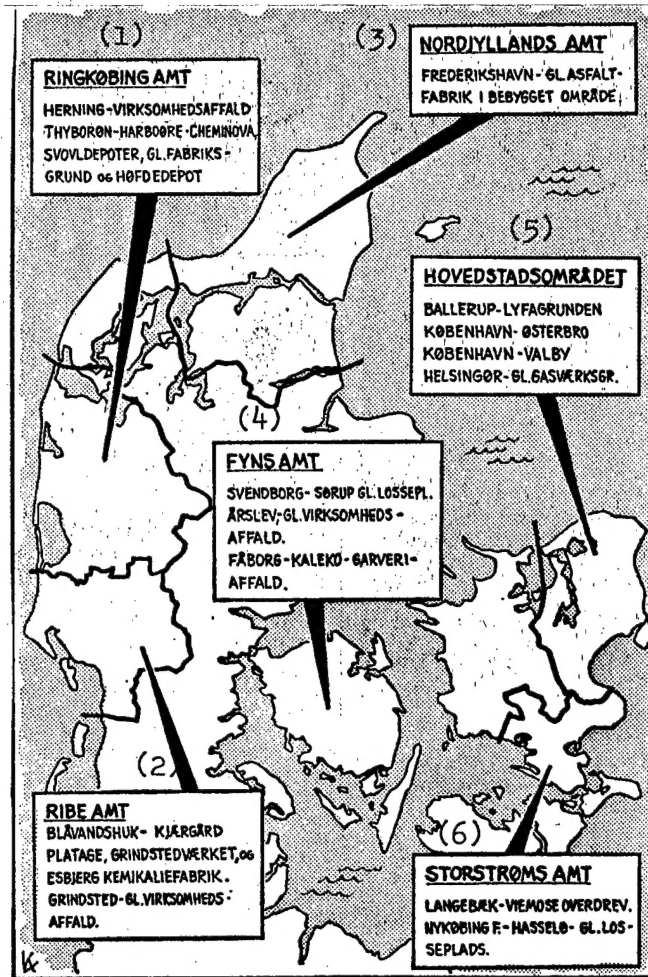 (1)
RINGKØBING AMT
HERNING-VIRKSOMHEDSAFFALD
THYBORØN-HARBOØRE-CHEMINOVA,
SVOVLDEPOTER, GL.FABRIKS-
GRUND OG HØFDEDEPOT
(3)
NORDJYLLANDS AMT
FREDERIKSHAVN-GL.ASFALT-
FABRIK I BEBYGGET OMRÅDE
(5)
HOVEDSTADSOMRÅDET
BALLERUP-LYFAGRUNDEN
KØBENHAVN-ØSTERBRO
KØBENHAVN-VALBY
HELSINGØR-GL.GASVÆRKSGR.
(4)
FYNS AMT
SVENDBORG-SØRUP GL.LOSSEPL.
ÅRSLEV,-GL.VIRKSOMHEDS-
AFFALD.
FÅBORG-KALEKO-GARVERI-
AFFALD.
(2)
RIBE AMT
BLÅVANDSHUK- KJÆRGÅRD
PLATAGE, GRINDSTEDVÆRKET, OG
ESBJERG KEMIKALIEFABRIK.
GRINDSTED-GL.VIRKSOMHEDS-
AFFALD.
(6)
STORSTRØMS AMT
LANGEBÆK-VIEMOSE OVERDREV.
NYKØBING F.-HASSELØ-GL.LOS-
SEPLADS.